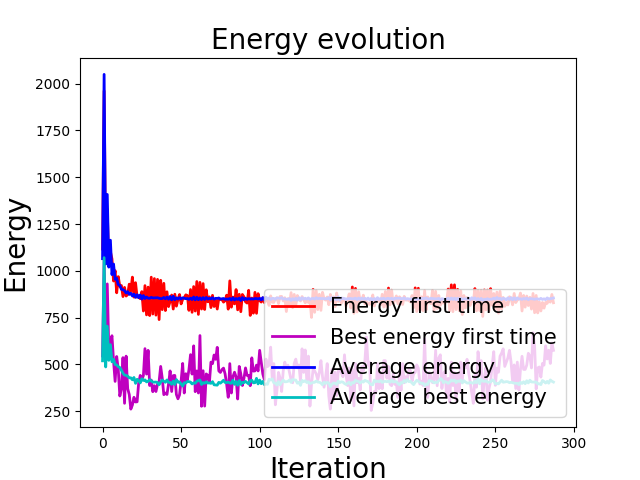 Energy evolution
Energy
2000
1750
1500
1250
1000
750
500
250
Energy first time
Best energy first time
Average energy
Average best energy
0
50
100
150
200
250
300
Iteration